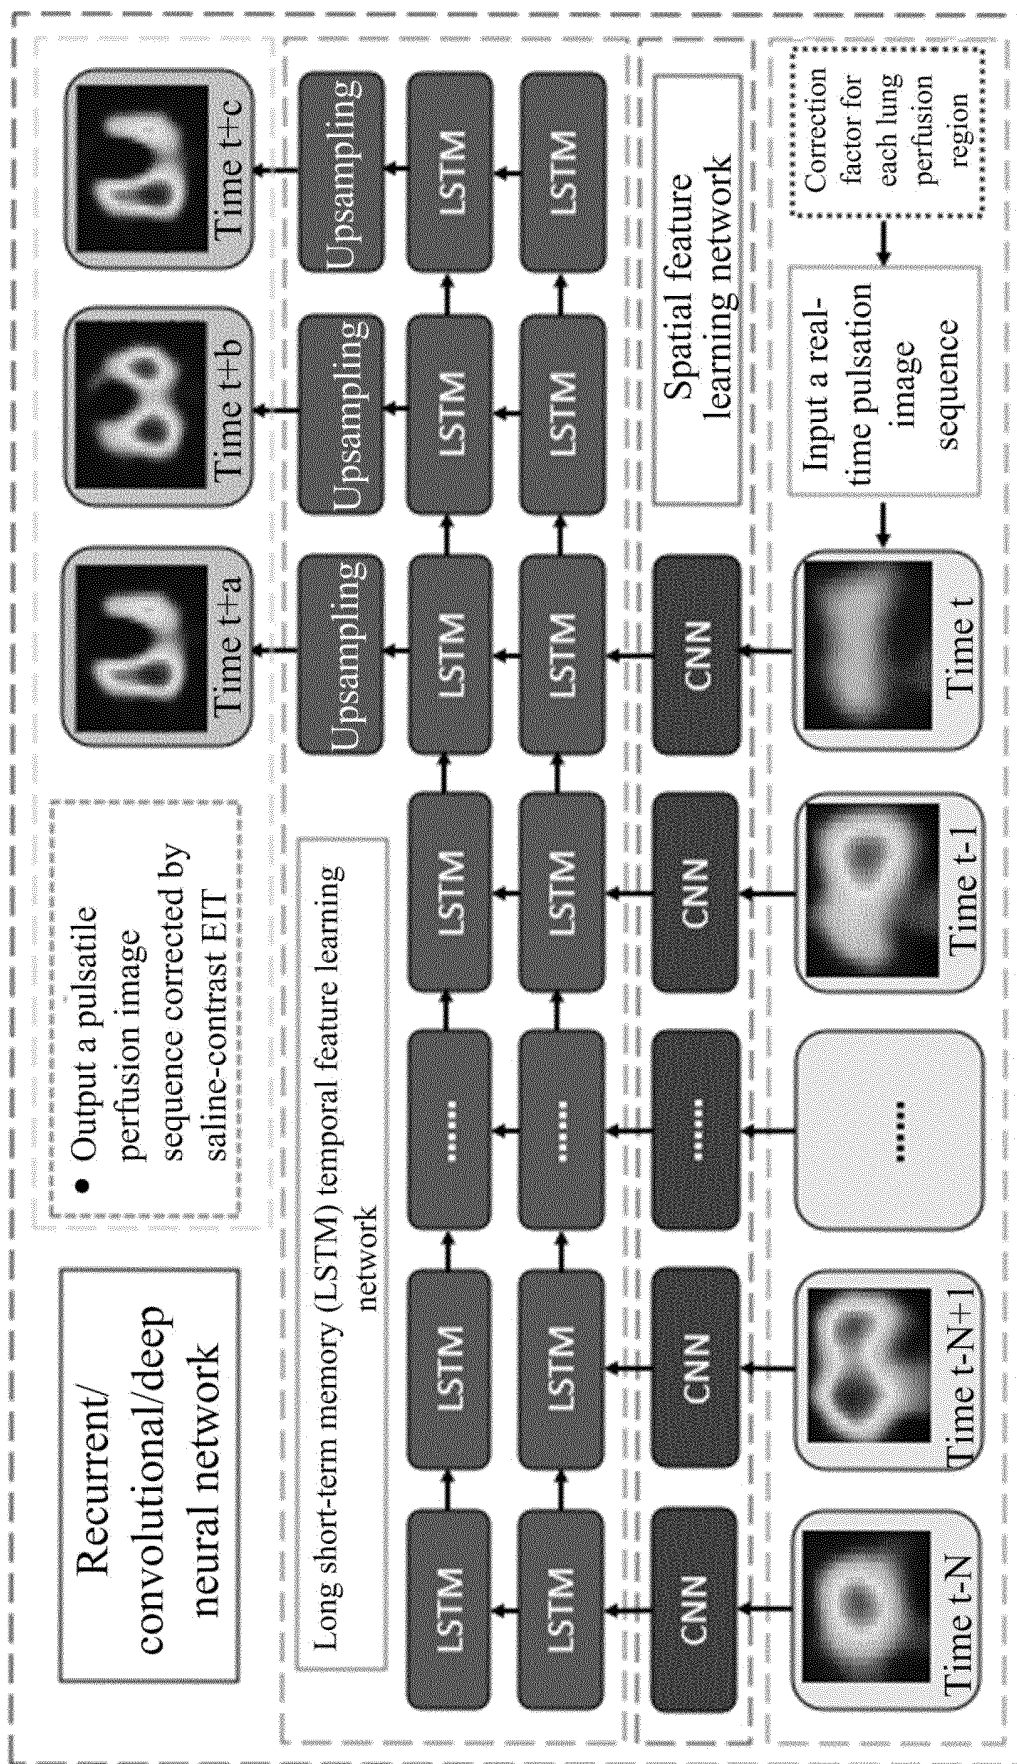 Recurrent/
convolutional/deep
neural network
• Output a pulsatile
perfusion image
sequence corrected by
saline-contrast EIT
Time t+a
Time t+b
Time t+c
Long short-term memory (LSTM) temporal feature learning
network
Upsampling
Upsampling
Upsampling
LSTM
LSTM
......
LSTM
LSTM
LSTM
LSTM
LSTM
LSTM
......
LSTM
LSTM
LSTM
LSTM
CNN
CNN
......
CNN
CNN
Spatial feature
learning network
Time t-N
Time t-N+1
......
Time t-1
Time t
Input a real-
time pulsation
image
sequence
Correction
factor for
each lung
perfusion
region